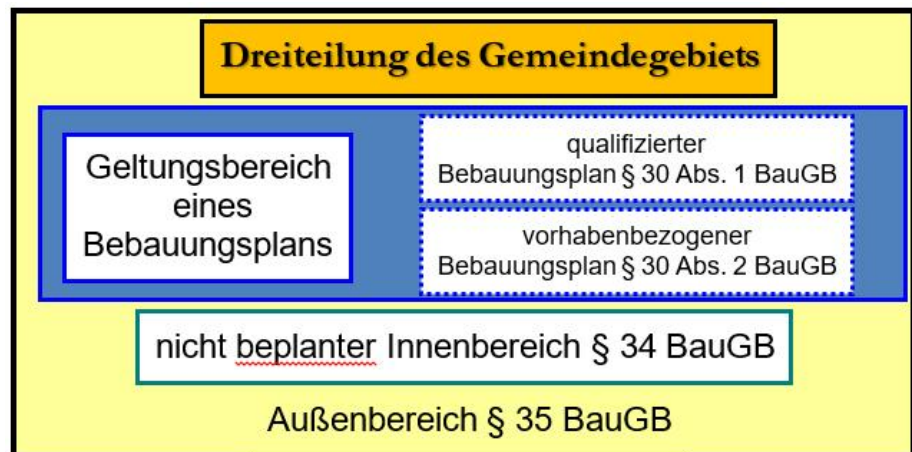 Dreiteilung des Gemeindegebiets
Geltungsbereich
eines
Bebauungsplans
qualifizierter
Bebauungsplan § 30 Abs. 1 BauGB
vorhabenbezogener
Bebauungsplan § 30 Abs. 2 BauGB
nicht beplanter Innenbereich § 34 BauGB
Außenbereich § 35 BauGB